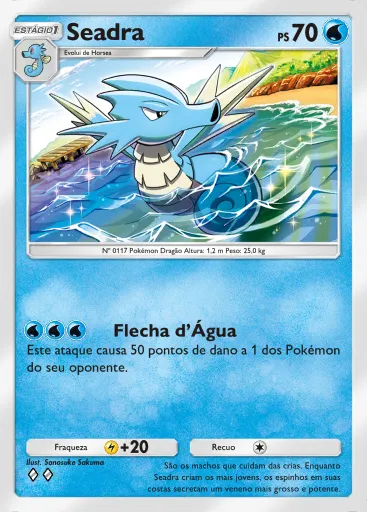 ESTÁGIO 1
Seadra
PS 70
Evolui de Horsea
Nº 0117 Pokémon Dragão Altura: 1,2 m Peso: 25,0 kg
Flecha d'Água
Este ataque causa 50 pontos de dano a 1 dos Pokémon
do seu oponente.
Fraqueza +20
Recuo
Ilust. Sanosuke Sakuma
São os machos que cuidam das crias. Enquanto
Seadra criam os mais jovens, os espinhos em suas
costas secretam um veneno mais grosso e potente.